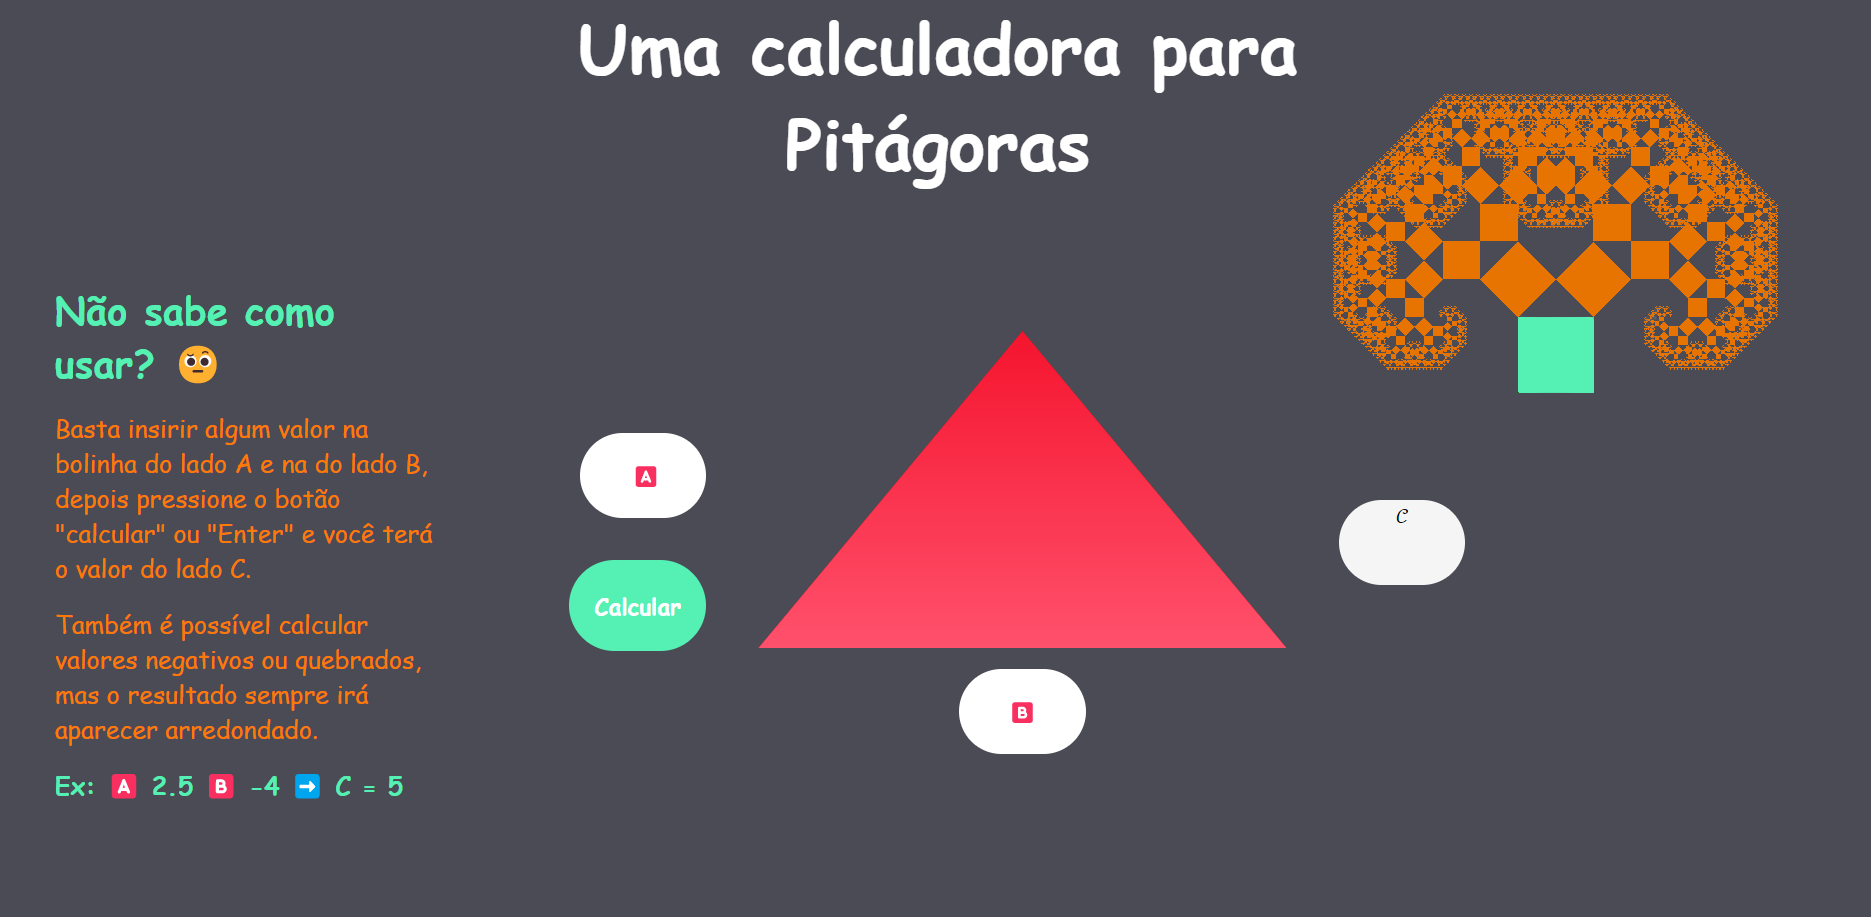 Uma calculadora para
Pitágoras
Não sabe como
usar? 🤨
Basta insirir algum valor na
bolinha do lado A e na do lado B,
depois pressione o botão
"calcular" ou "Enter" e você terá
o valor do lado C.
Também é possível calcular
valores negativos ou quebrados,
mas o resultado sempre irá
aparecer arredondado.
Ex: 🅰 2.5 🅱 -4 ➡ C = 5
🅰
Calcular
🅱
C